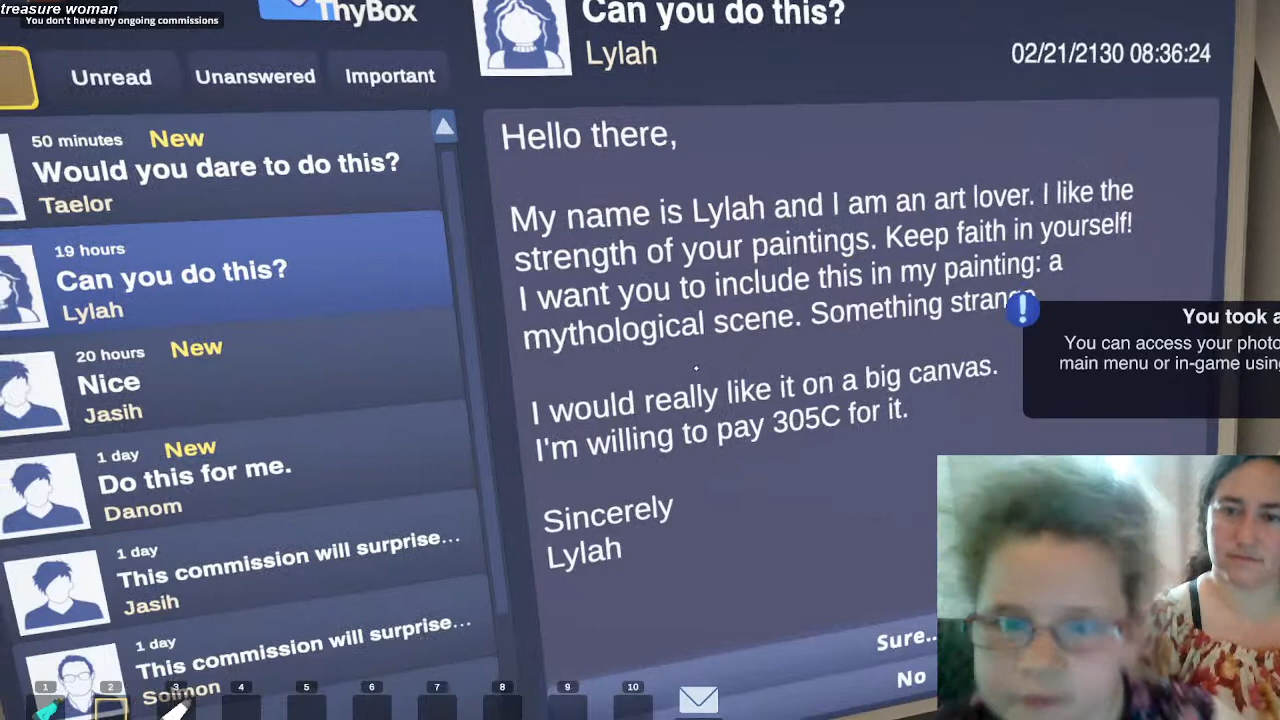 treasure woman
You don't have any ongoing commissions
ThyBox
Can you do this?
Lylah
02/21/2130 08:36:24
Unread
Unanswered
Important
50 minutes New
Would you dare to do this?
Taelor
19 hours
Can you do this?
Lylah
20 hours New
Nice
Jasih
1 day New
Do this for me.
Danom
1 day
This commission will surprise...
Jasih
1 day
This commission will surprise...
Solmon
Hello there,
My name is Lylah and I am an art lover. I like the
strength of your paintings. Keep faith in yourself!
I want you to include this in my painting: a
mythological scene. Something strange
I would really like it on a big canvas.
I'm willing to pay 305C for it.
Sincerely
Lylah
You took a
You can access your photo
main menu or in-game using
Sure..
No
1 2 3 4 5 6 7 8 9 10